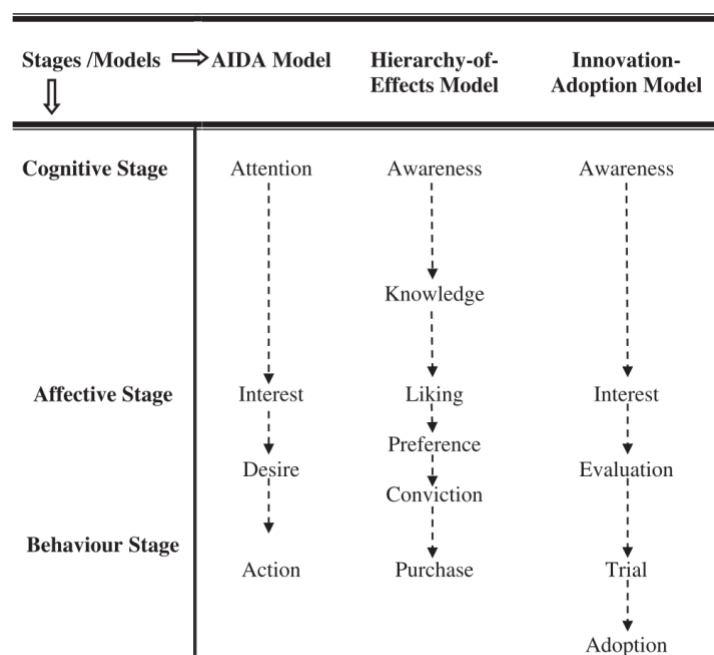 Stages /Models AIDA Model Hierarchy-of- Innovation-
Effects Model Adoption Model
Cognitive Stage Attention Awareness Awareness
Knowledge
Affective Stage Interest Liking Interest
Preference
Desire Evaluation
Conviction
Behaviour Stage
Action Purchase Trial
Adoption